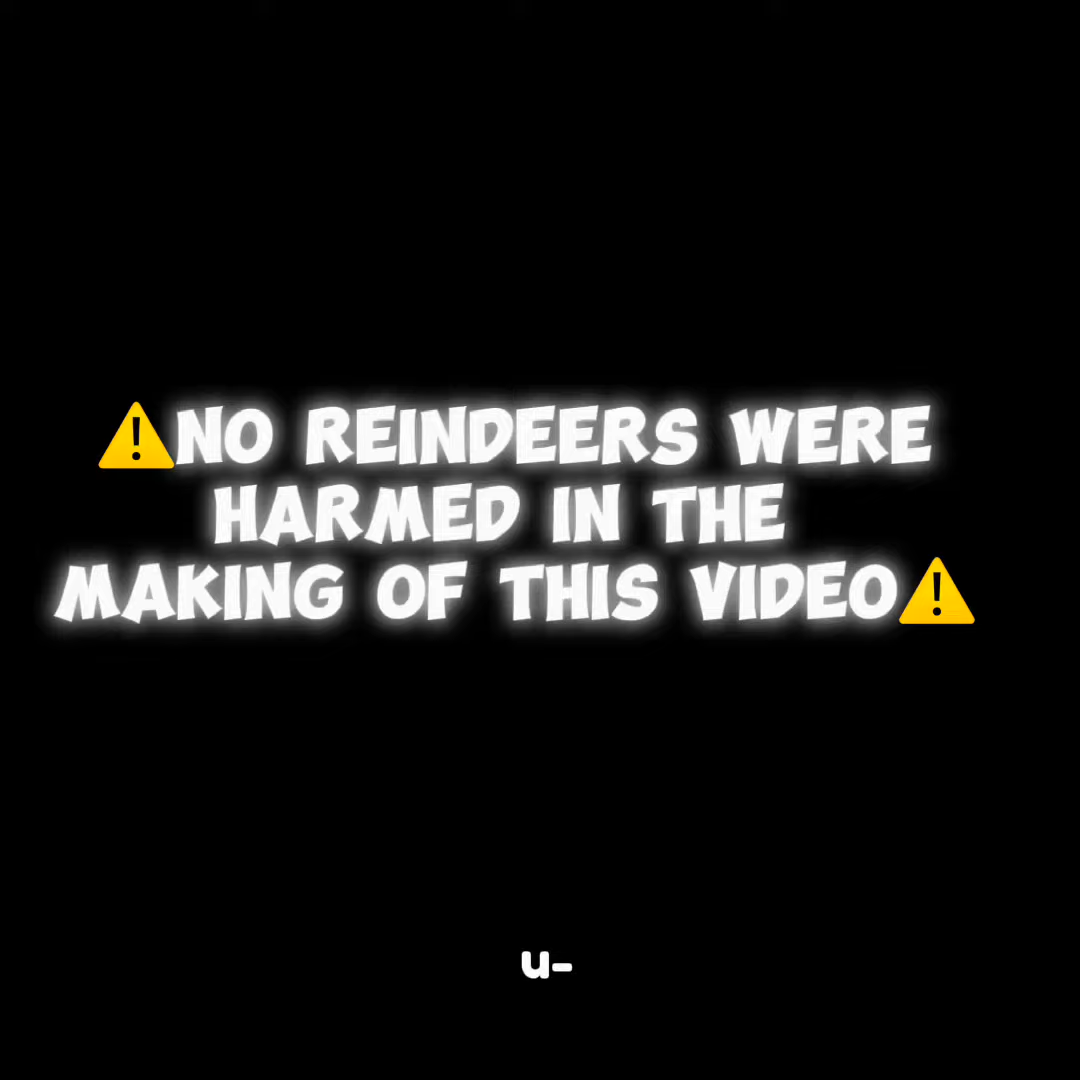 ⚠️NO REINDEERS WERE
HARMED IN THE
MAKING OF THIS VIDEO⚠️
u-